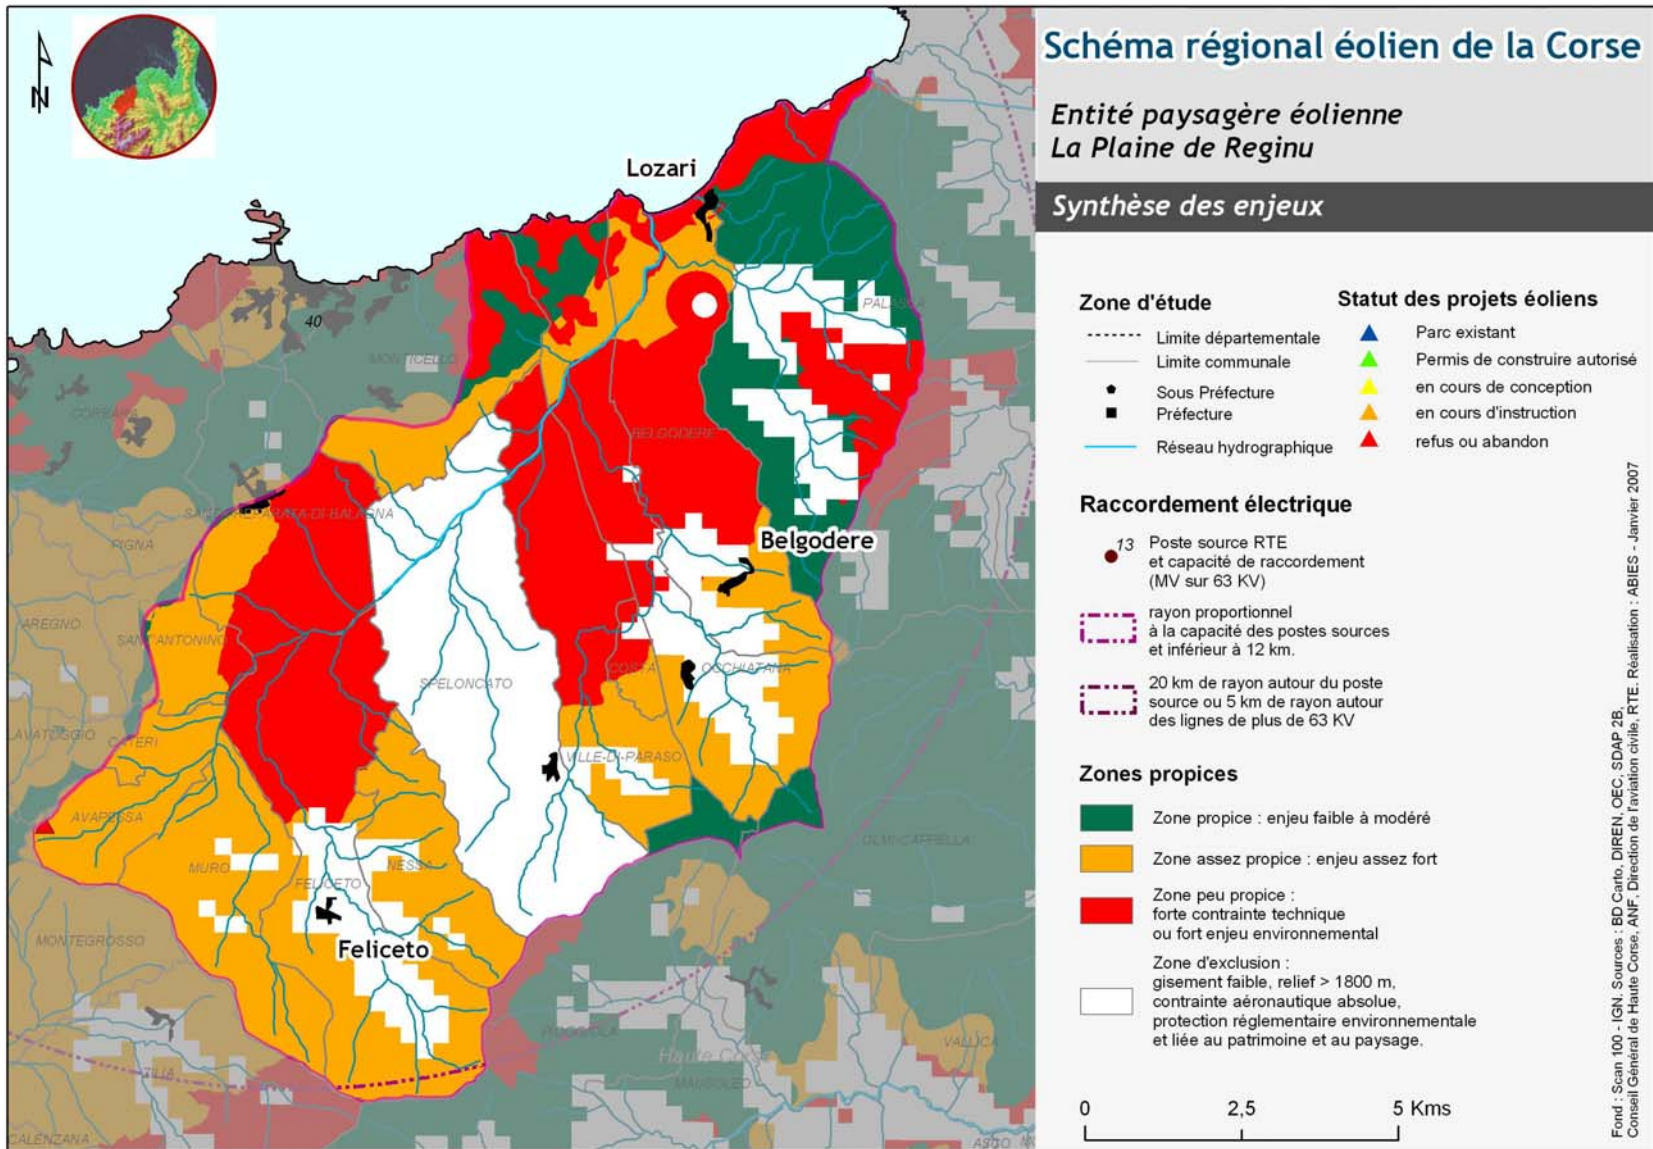 Schéma régional éolien de la Corse
Entité paysagère éolienne
La Plaine de Reginu
Synthèse des enjeux
Zone d'étude
Limite départementale
Limite communale
Sous Préfecture
Préfecture
Réseau hydrographique
Statut des projets éoliens
Parc existant
Permis de construire autorisé
en cours de conception
en cours d'instruction
refus ou abandon
Raccordement électrique
13
Poste source RTE
et capacité de raccordement
(MV sur 63 KV)
rayon proportionnel
à la capacité des postes sources
et inférieur à 12 km.
20 km de rayon autour du poste
source ou 5 km de rayon autour
des lignes de plus de 63 KV
Zones propices
Zone propice : enjeu faible à modéré
Zone assez propice : enjeu assez fort
Zone peu propice :
forte contrainte technique
ou fort enjeu environnemental
Zone d'exclusion :
gisement faible, relief > 1800 m,
contrainte aéronautique absolue,
protection réglementaire environnementale
et liée au patrimoine et au paysage.
0 2,5 5 Kms
Fond : Scan 100 - IGN. Sources : BD Carto, DIREN, OEC, SDAP 2B,
Conseil Général de Haute Corse, ANF, Direction de l'aviation civile, RTE. Réalisation : ABIES - Janvier 2007
N
Lozari
PALASCA
40
MONTICELLO
CORBARA
BELGODERE
PIGNA
Belgodere
AREGNO
SANT'ANTONINO
COSTA
OCCHIATANA
SPELONCATO
LAVATOGGIO
CATERI
VILLE-DI-PARASO
AVAPESSA
OLMI-CAPPELLA
MURO
NESSA
FELICETO
MONTEGROSSO
Feliceto
PIOGGIOLA
VALLICA
Haute Corse
MAUSOLEO
ZILIA
CALENZANA
ASCO